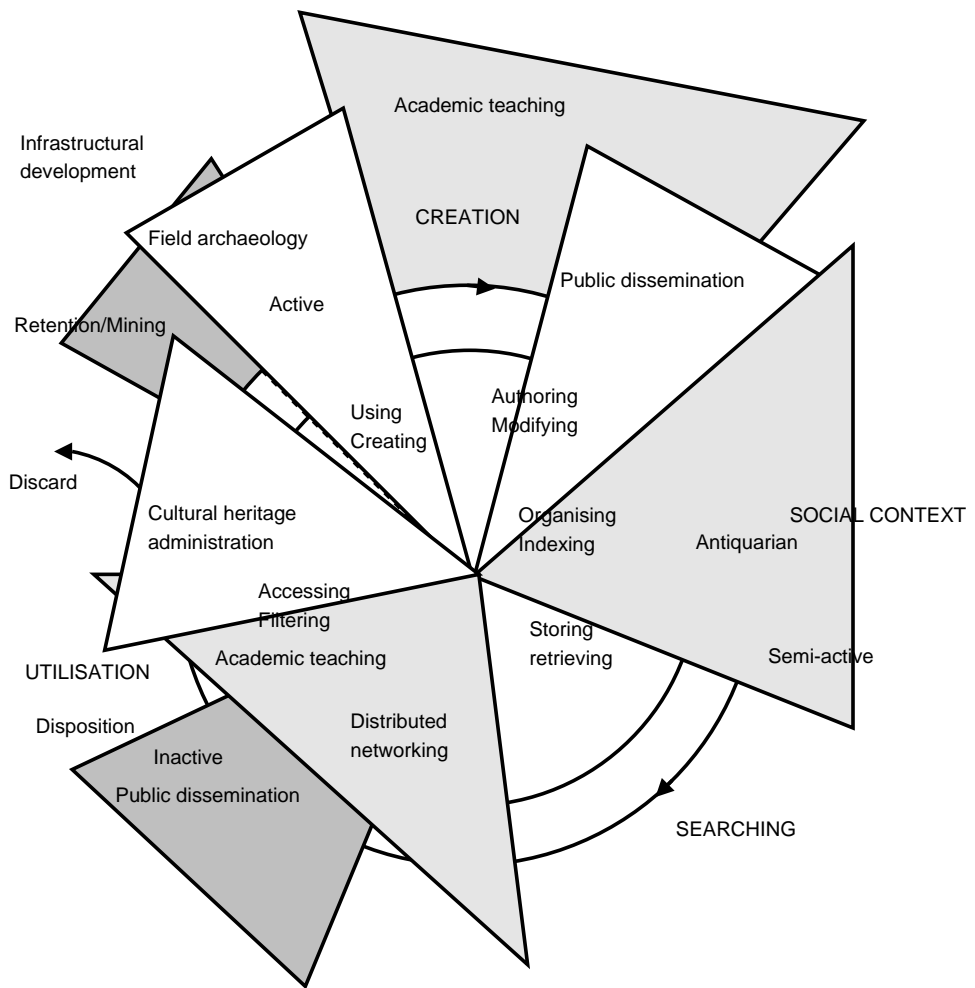 Academic teaching
Infrastructural
development
CREATION
Field archaeology
Public dissemination
Active
Retention/Mining
Authoring
Modifying
Using
Creating
Discard
Cultural heritage
administration
Organising
Indexing
SOCIAL CONTEXT
Antiquarian
Accessing
Filtering
Storing
retrieving
Academic teaching
Semi-active
UTILISATION
Disposition
Distributed
networking
Inactive
Public dissemination
SEARCHING